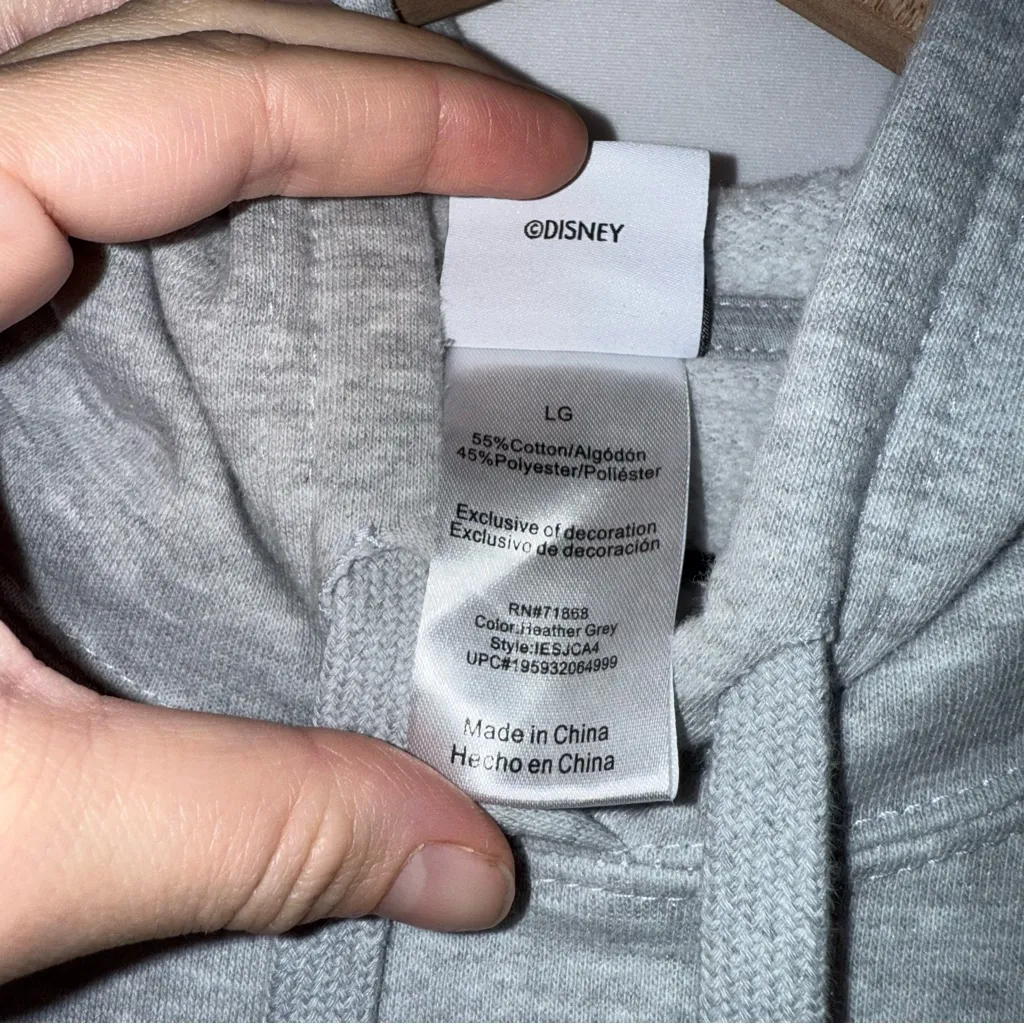 ©DISNEY
LG
55%Cotton/Algódón
45%Polyester/Poliéster
Exclusive of decoration
Exclusivo de decoración
RN#71868
Color:Heather Grey
Style:IESJCA4
UPC#195932064999
Made in China
Hecho en China